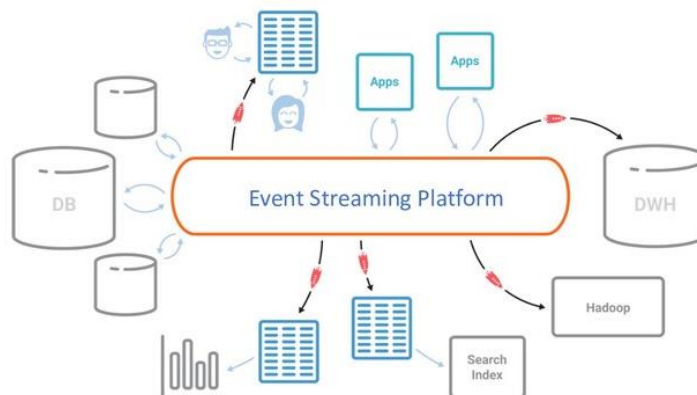 Apps
Apps
Event Streaming Platform
DB
DWH
Hadoop
Search
Index